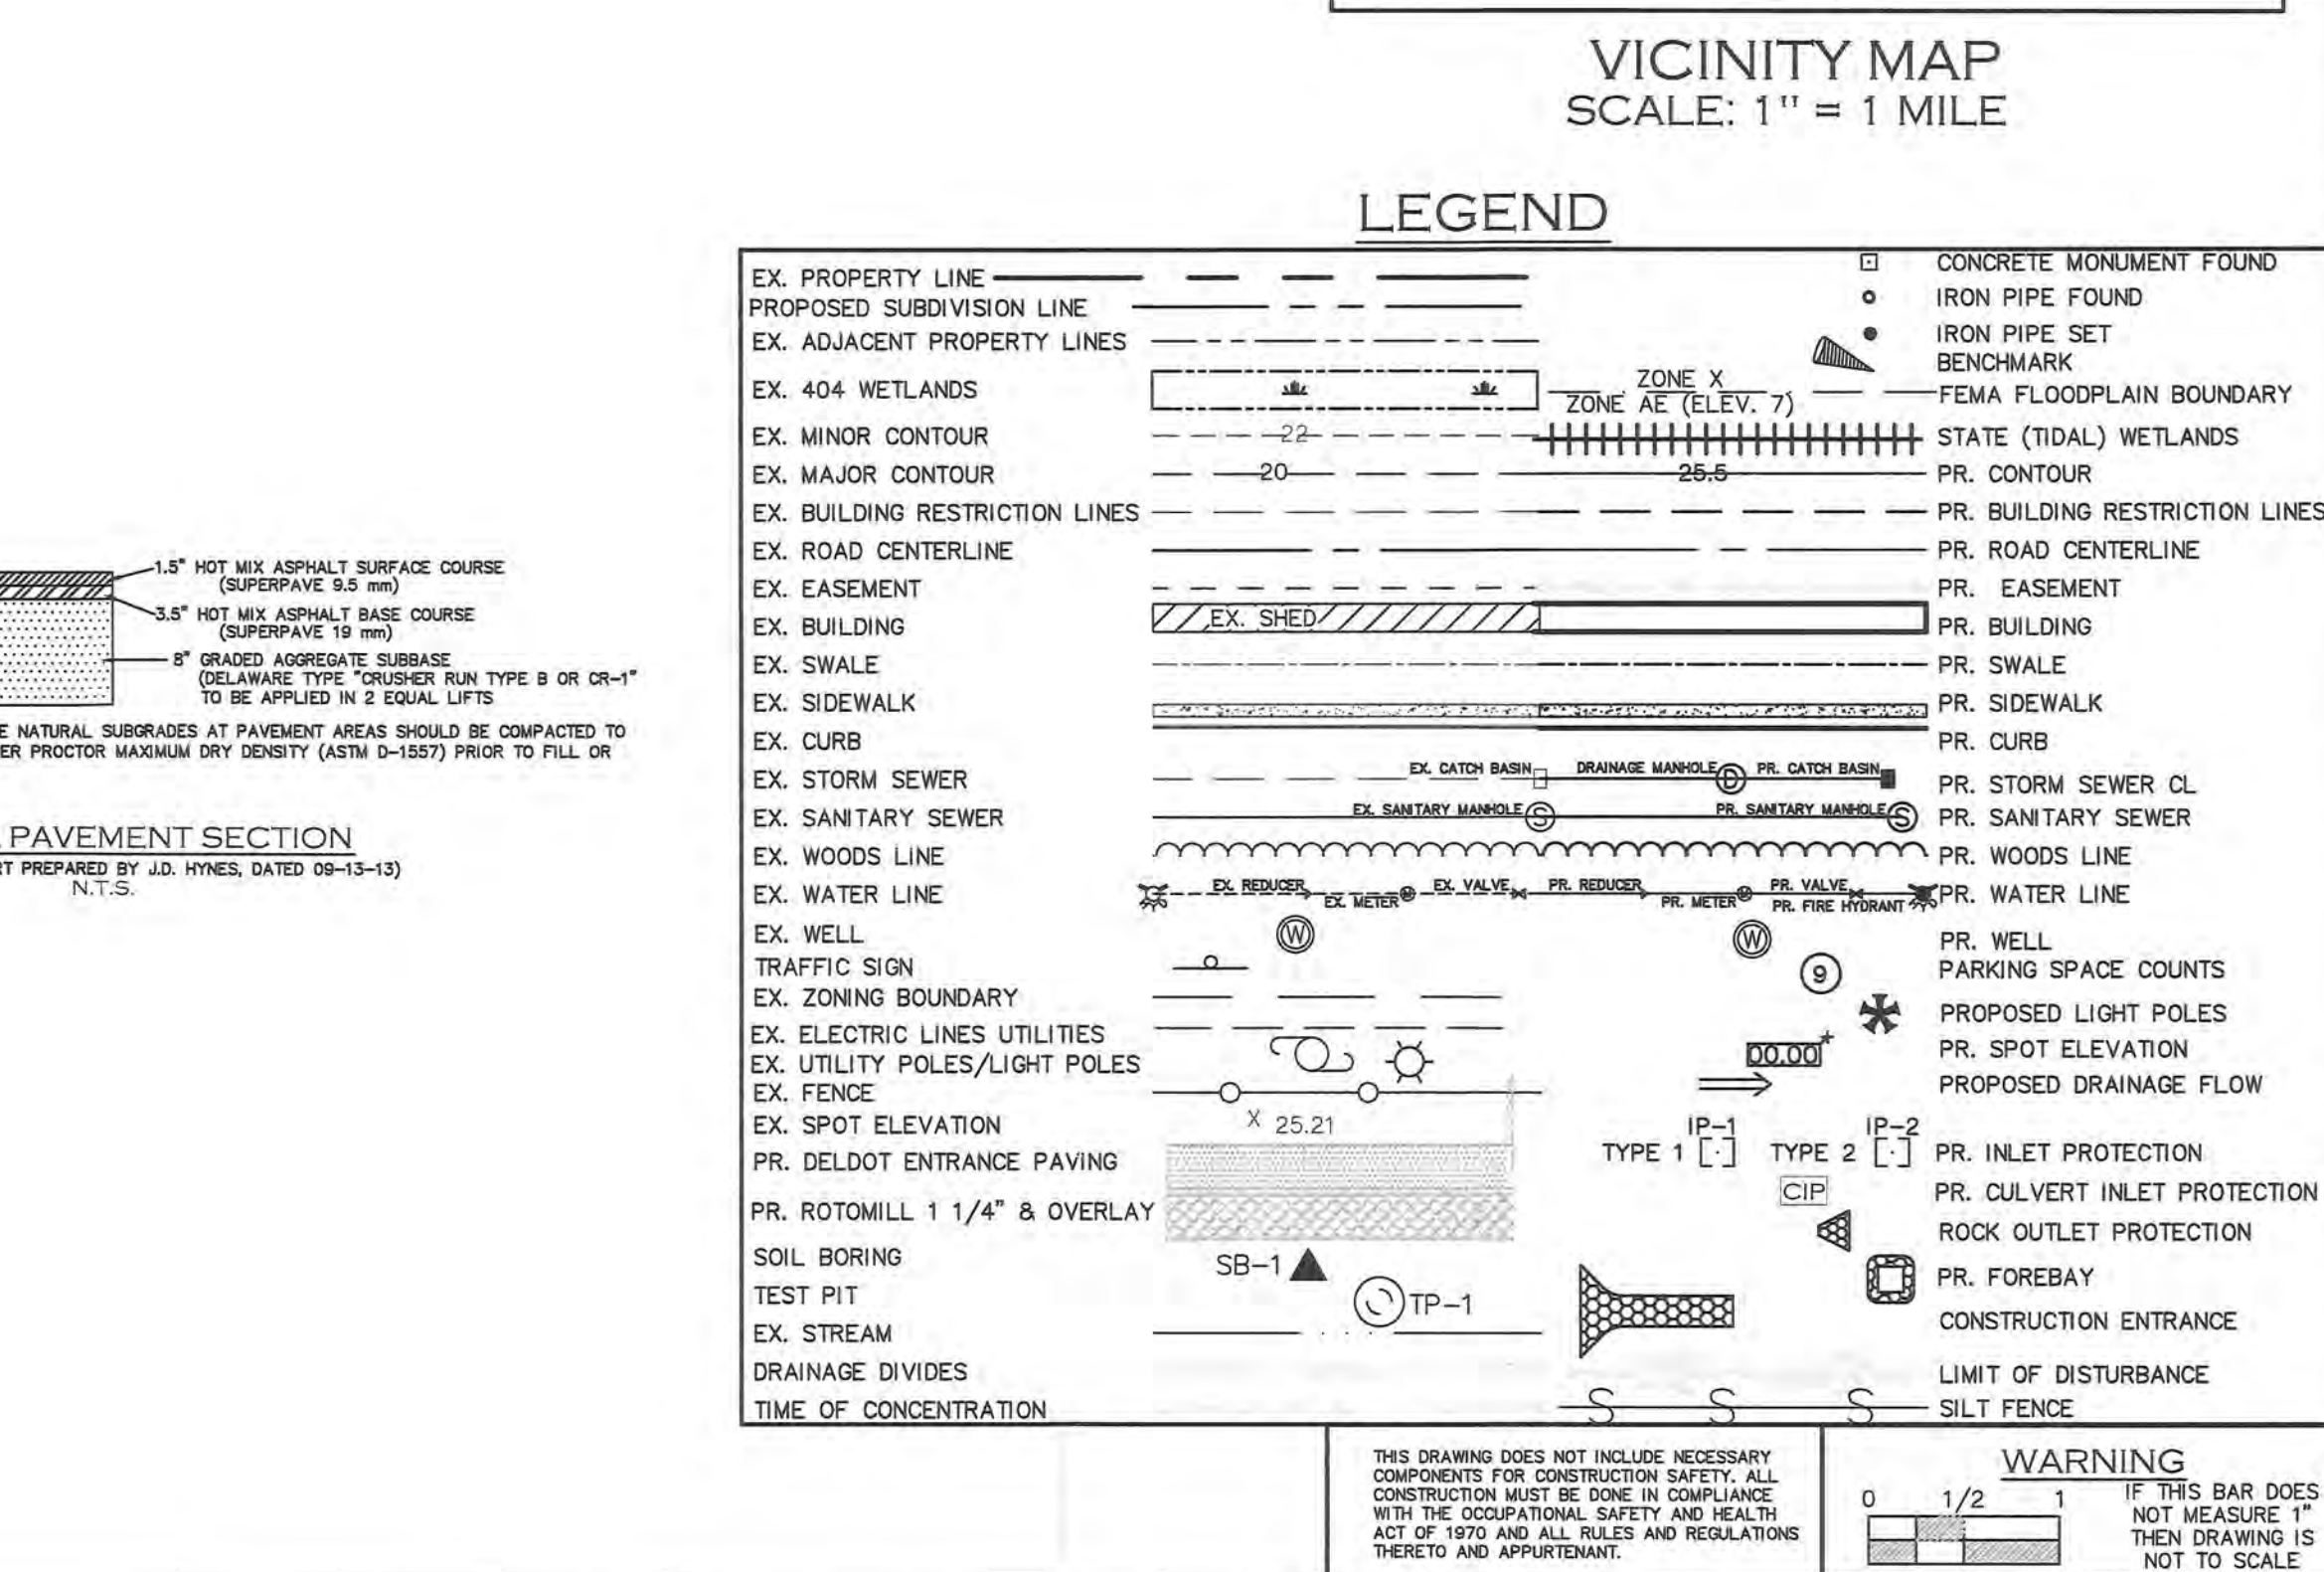 VICINITY MAP
SCALE: 1" = 1 MILE
LEGEND
EX. PROPERTY LINE
PROPOSED SUBDIVISION LINE
EX. ADJACENT PROPERTY LINES
EX. 404 WETLANDS
EX. MINOR CONTOUR
22
EX. MAJOR CONTOUR
20
EX. BUILDING RESTRICTION LINES
EX. ROAD CENTERLINE
EX. EASEMENT
EX. BUILDING
EX. SHED
EX. SWALE
EX. SIDEWALK
EX. CURB
EX. STORM SEWER
EX. CATCH BASIN
DRAINAGE MANHOLE
D
PR. CATCH BASIN
EX. SANITARY SEWER
EX. SANITARY MANHOLE
S
PR. SANITARY MANHOLE
S
EX. WOODS LINE
EX. WATER LINE
EX. REDUCER
EX. METER
EX. VALVE
PR. REDUCER
PR. METER
PR. VALVE
PR. FIRE HYDRANT
EX. WELL
W
TRAFFIC SIGN
EX. ZONING BOUNDARY
EX. ELECTRIC LINES UTILITIES
EX. UTILITY POLES/LIGHT POLES
EX. FENCE
EX. SPOT ELEVATION
X 25.21
PR. DELDOT ENTRANCE PAVING
PR. ROTOMILL 1 1/4" & OVERLAY
SOIL BORING
SB-1
TEST PIT
TP-1
EX. STREAM
DRAINAGE DIVIDES
TIME OF CONCENTRATION
CONCRETE MONUMENT FOUND
IRON PIPE FOUND
IRON PIPE SET
BENCHMARK
ZONE X
ZONE AE (ELEV. 7)
FEMA FLOODPLAIN BOUNDARY
STATE (TIDAL) WETLANDS
25.5
PR. CONTOUR
PR. BUILDING RESTRICTION LINES
PR. ROAD CENTERLINE
PR. EASEMENT
PR. BUILDING
PR. SWALE
PR. SIDEWALK
PR. CURB
PR. STORM SEWER CL
PR. SANITARY SEWER
PR. WOODS LINE
PR. WATER LINE
W
PR. WELL
9
PARKING SPACE COUNTS
PROPOSED LIGHT POLES
00.00
PR. SPOT ELEVATION
PROPOSED DRAINAGE FLOW
IP-1
IP-2
TYPE 1
TYPE 2
PR. INLET PROTECTION
CIP
PR. CULVERT INLET PROTECTION
ROCK OUTLET PROTECTION
PR. FOREBAY
CONSTRUCTION ENTRANCE
LIMIT OF DISTURBANCE
S S S
SILT FENCE
1.5" HOT MIX ASPHALT SURFACE COURSE
(SUPERPAVE 9.5 mm)
3.5" HOT MIX ASPHALT BASE COURSE
(SUPERPAVE 19 mm)
8" GRADED AGGREGATE SUBBASE
(DELAWARE TYPE "CRUSHER RUN TYPE B OR CR-1"
TO BE APPLIED IN 2 EQUAL LIFTS
NATURAL SUBGRADES AT PAVEMENT AREAS SHOULD BE COMPACTED TO
PROCTOR MAXIMUM DRY DENSITY (ASTM D-1557) PRIOR TO FILL OR
PAVEMENT SECTION
PREPARED BY J.D. HYNES, DATED 09-13-13)
N.T.S.
THIS DRAWING DOES NOT INCLUDE NECESSARY
COMPONENTS FOR CONSTRUCTION SAFETY. ALL
CONSTRUCTION MUST BE DONE IN COMPLIANCE
WITH THE OCCUPATIONAL SAFETY AND HEALTH
ACT OF 1970 AND ALL RULES AND REGULATIONS
THERETO AND APPURTENANT.
WARNING
0 1/2 1
IF THIS BAR DOES
NOT MEASURE 1"
THEN DRAWING IS
NOT TO SCALE